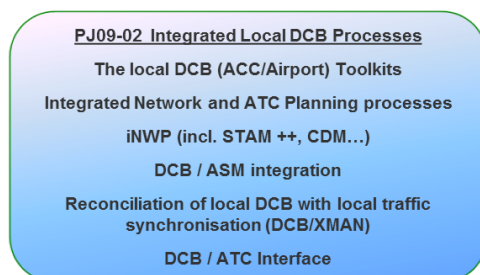 PJ09-02 Integrated Local DCB Processes
The local DCB (ACC/Airport) Toolkits
Integrated Network and ATC Planning processes
iNWP (incl. STAM ++, CDM…)
DCB / ASM integration
Reconciliation of local DCB with local traffic
synchronisation (DCB/XMAN)
DCB / ATC Interface